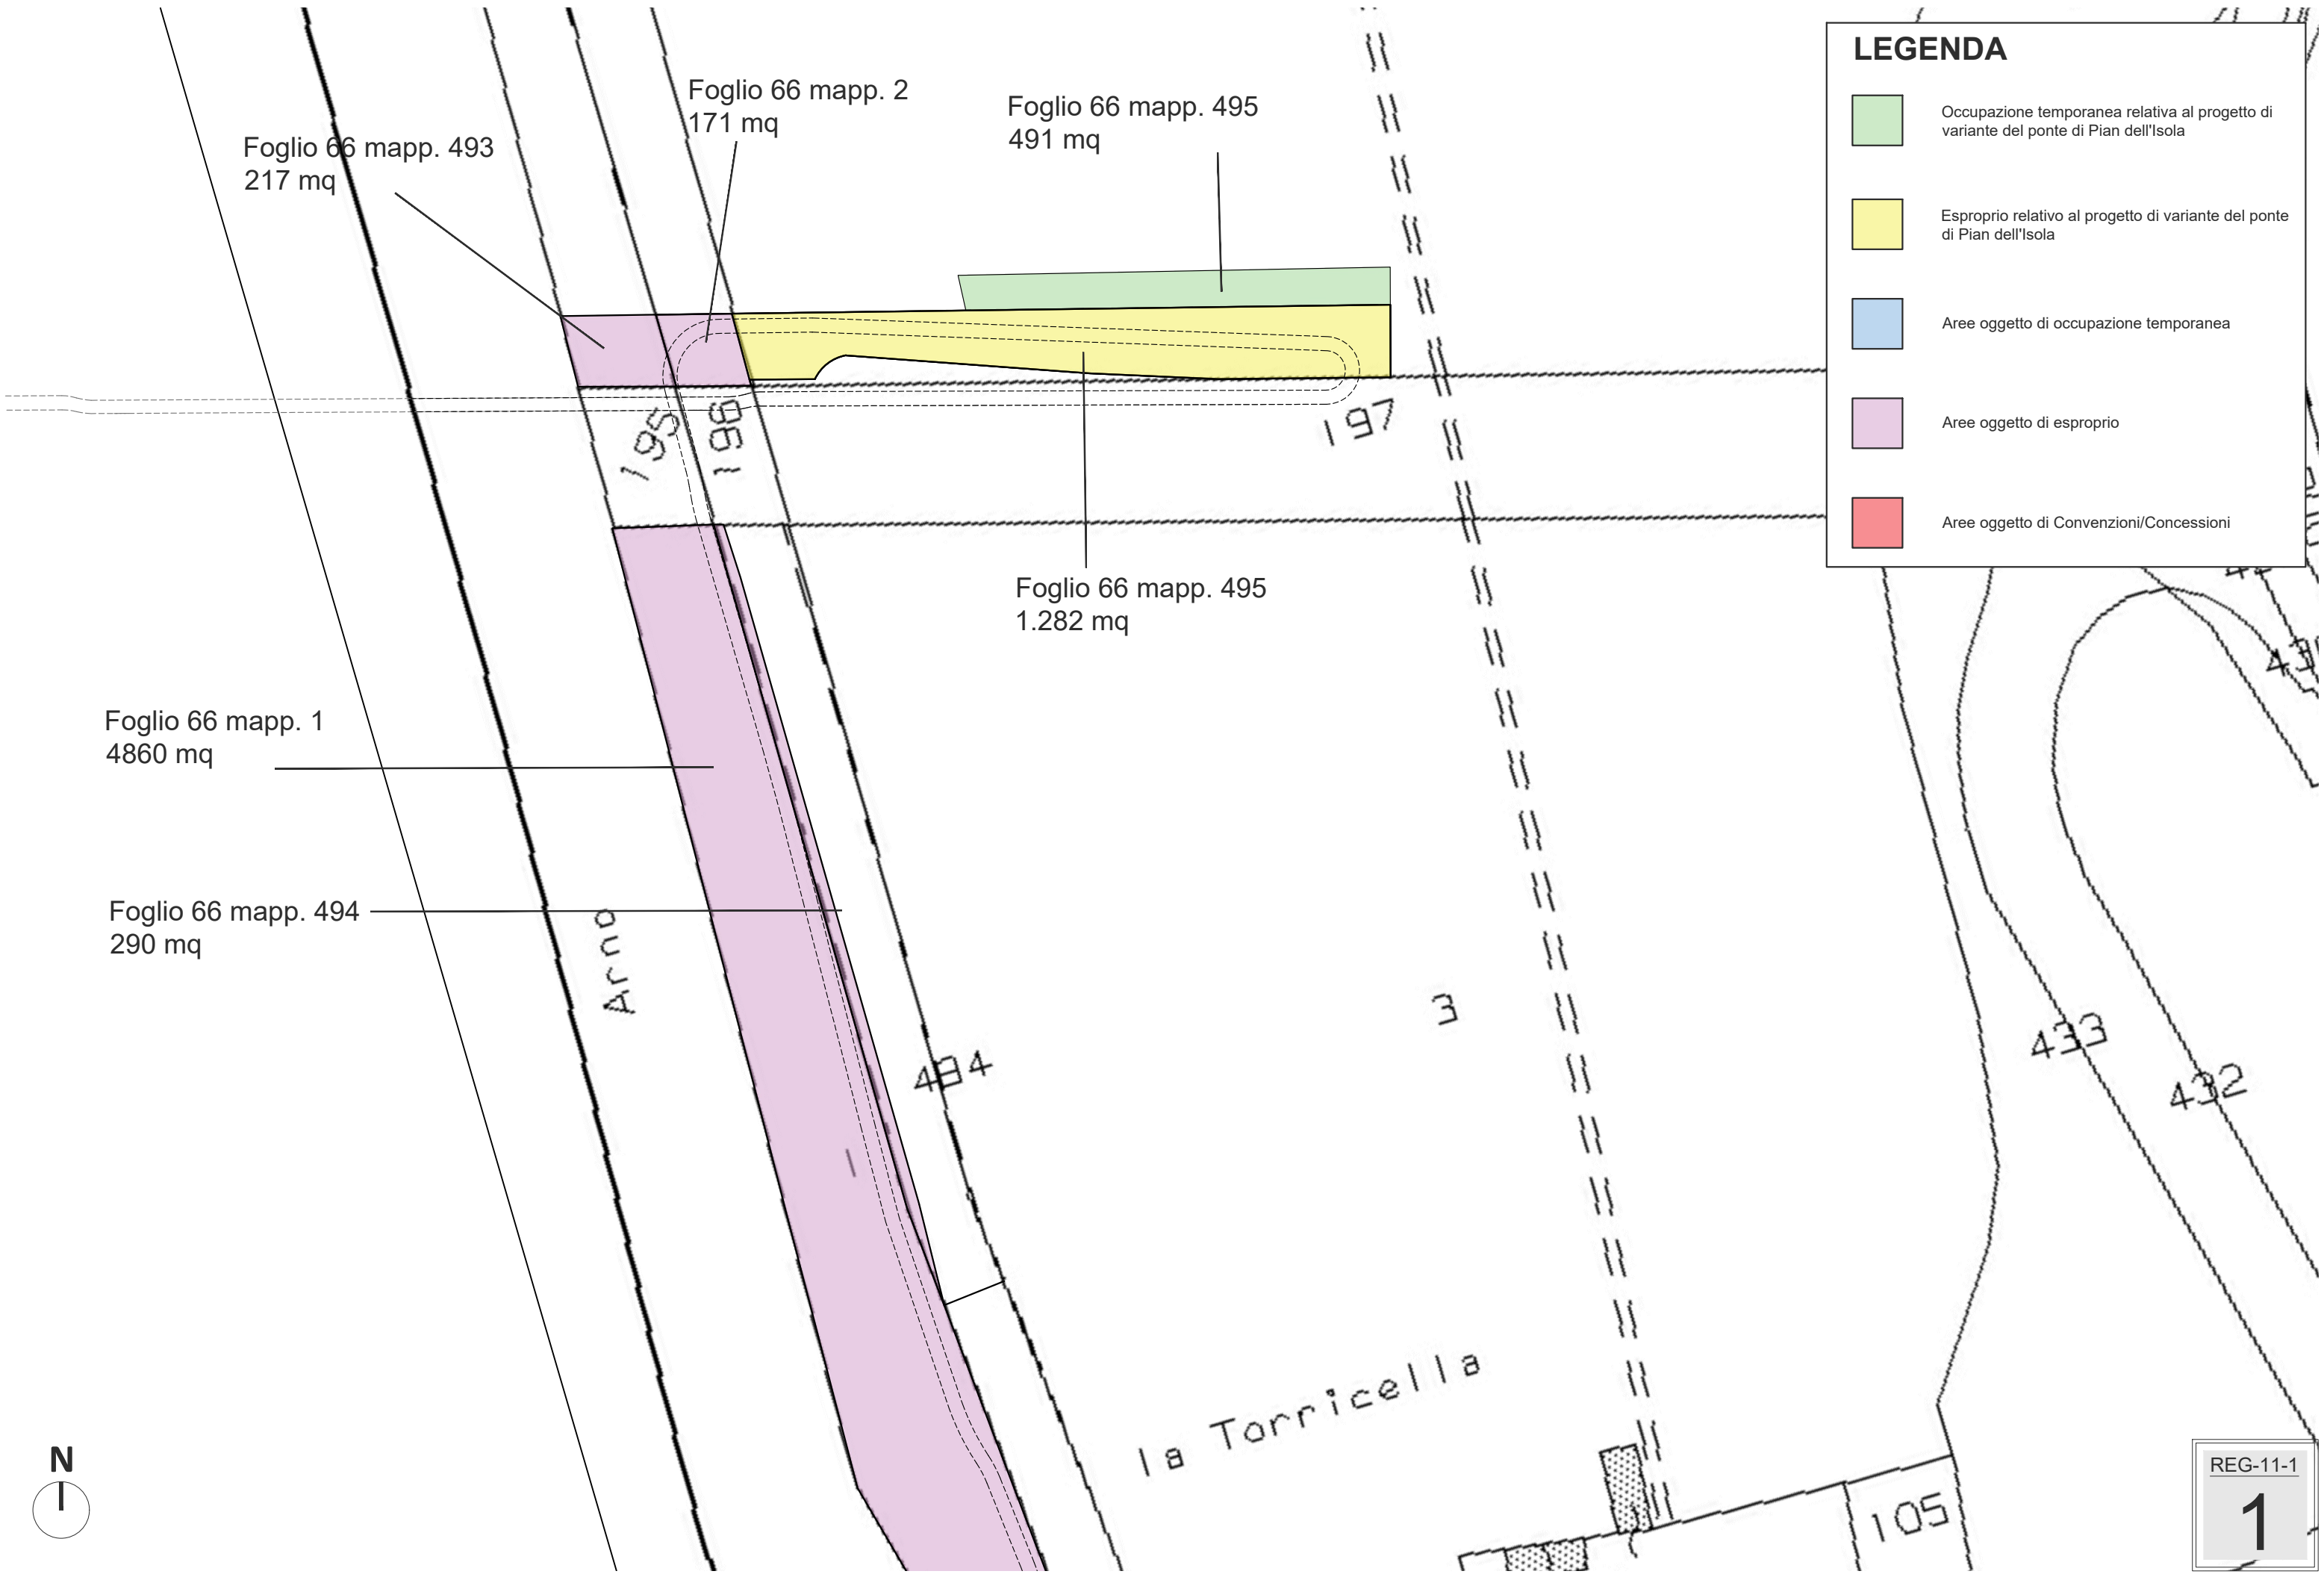 LEGENDA
Occupazione temporanea relativa al progetto di
variante del ponte di Pian dell'Isola
Esproprio relativo al progetto di variante del ponte
di Pian dell'Isola
Aree oggetto di occupazione temporanea
Aree oggetto di esproprio
Aree oggetto di Convenzioni/Concessioni
Foglio 66 mapp. 2
171 mq
Foglio 66 mapp. 495
491 mq
Foglio 66 mapp. 493
217 mq
195
196
197
Foglio 66 mapp. 495
1.282 mq
Foglio 66 mapp. 1
4860 mq
Foglio 66 mapp. 494
290 mq
Arno
3
494
433
432
1
la Torricella
105
N
REG-11-1
1